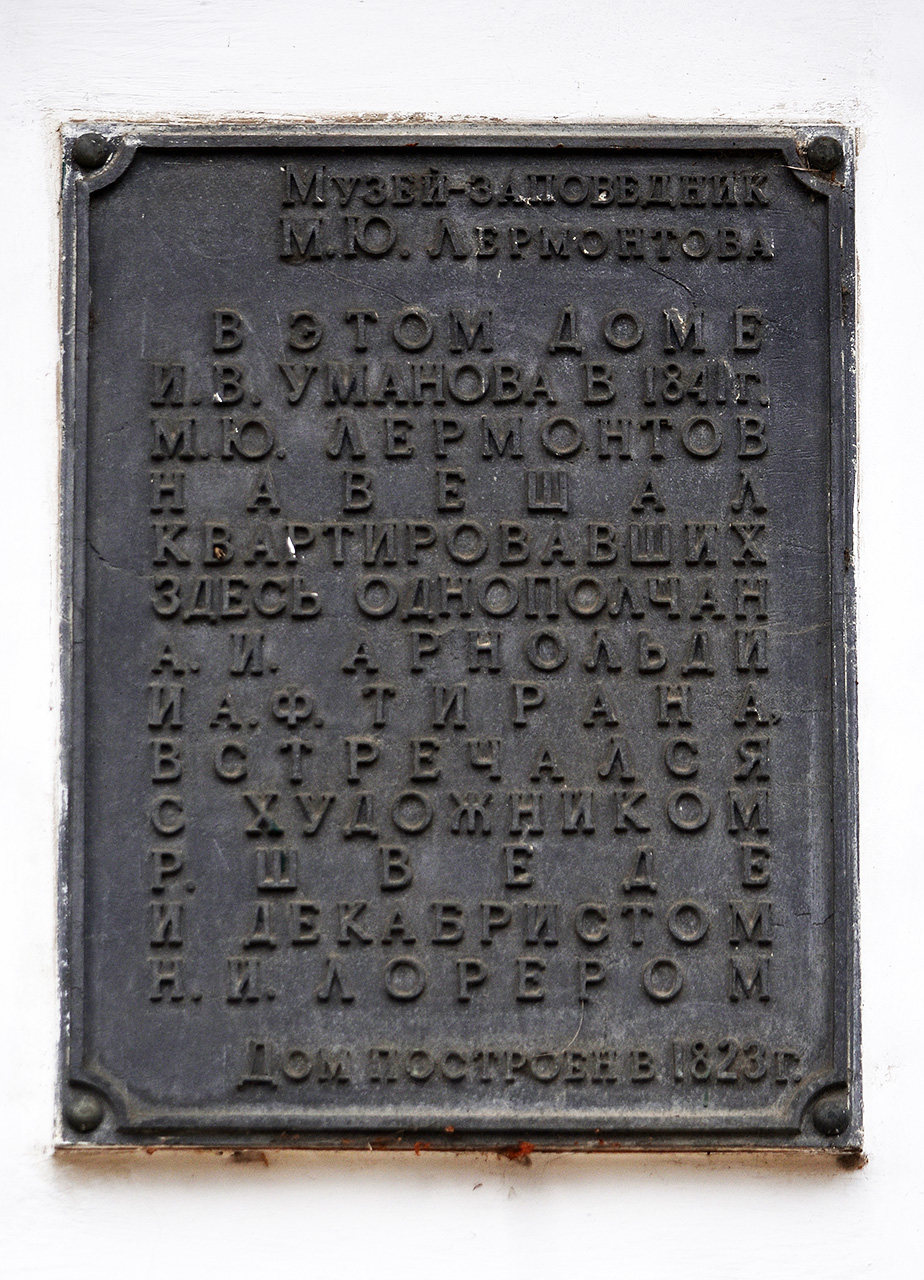 Музей-заповедник
М.Ю. Лермонтова
В ЭТОМ ДОМЕ
И.В. УМАНОВА В 1841 г.
М.Ю. ЛЕРМОНТОВ
НАВЕЩАЛ
КВАРТИРОВАВШИХ
ЗДЕСЬ ОДНОПОЛЧАН
А. И. АРНОЛЬДИ
И А.Ф. ТИРАНА,
ВСТРЕЧАЛСЯ
С ХУДОЖНИКОМ
Р. ШВЕДЕ
И ДЕКАБРИСТОМ
Н. И. ЛОРЕРОМ
Дом построен в 1823 г.